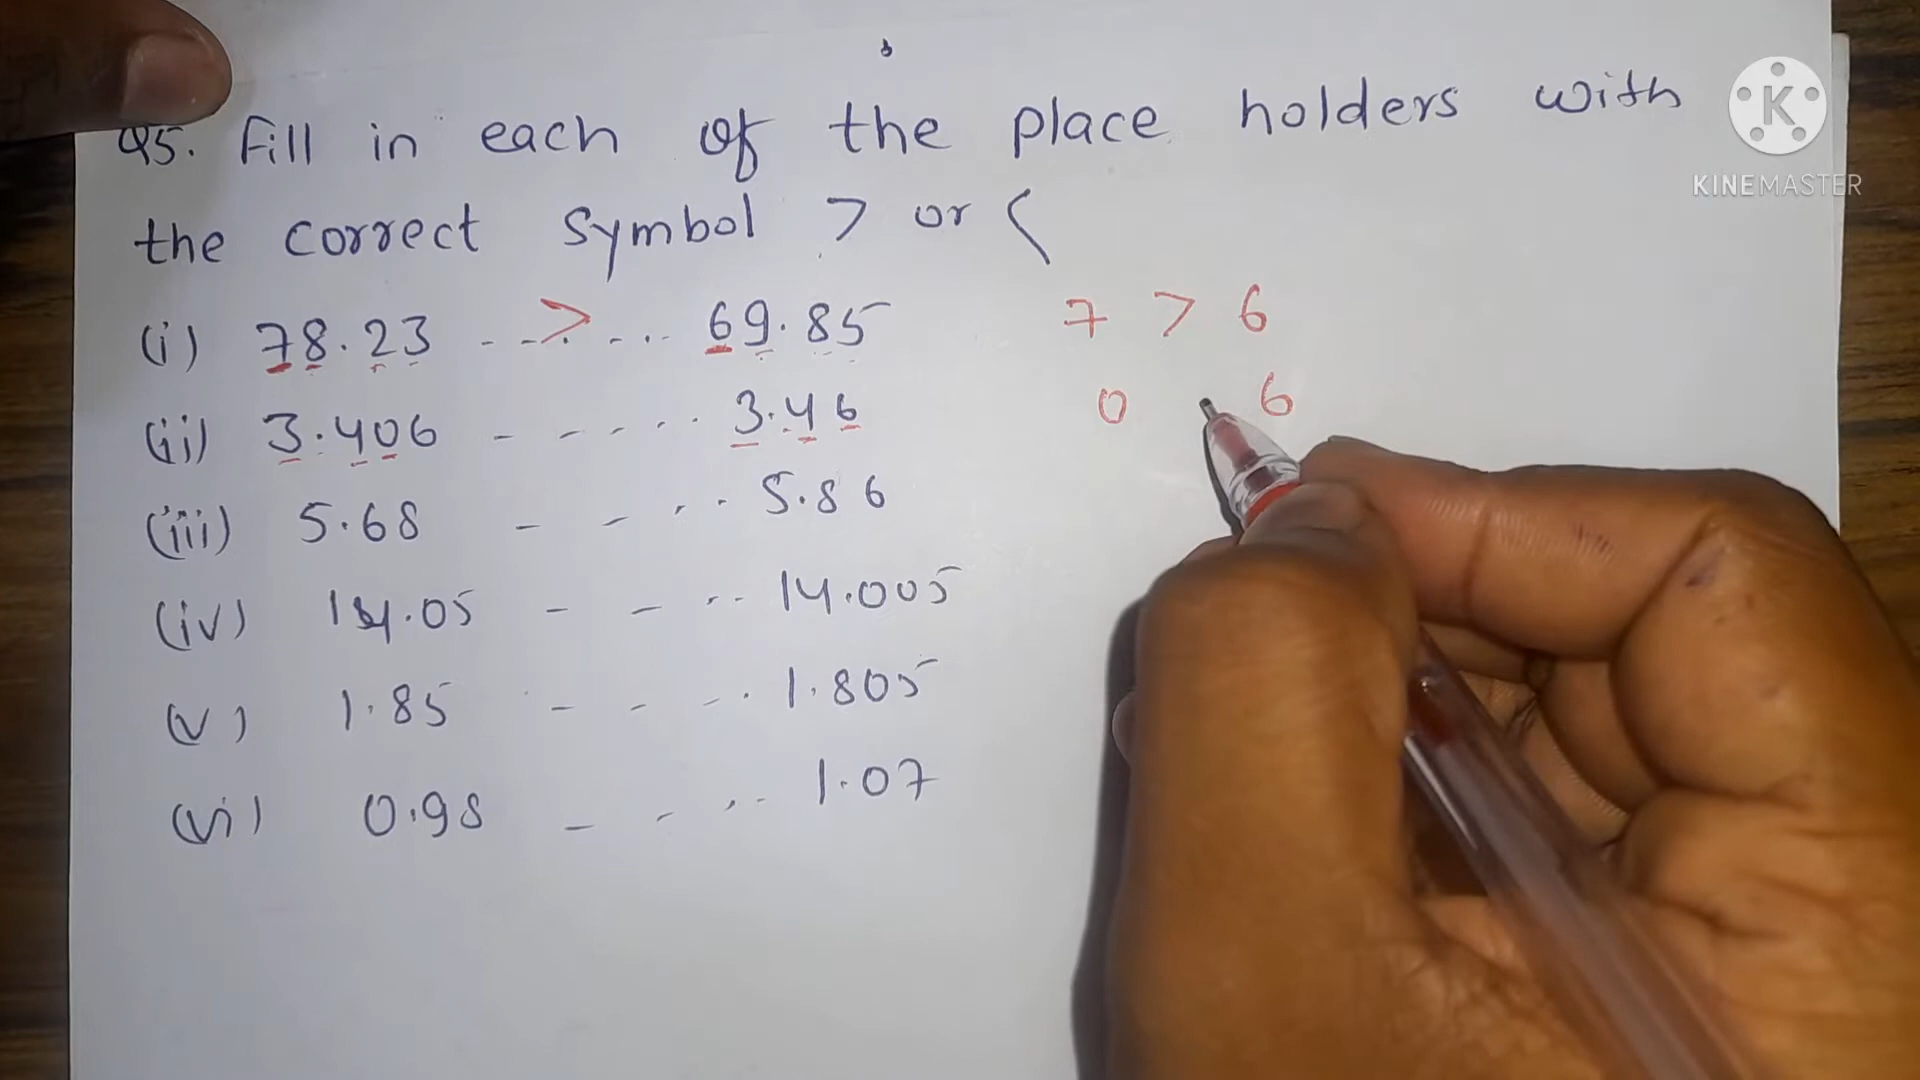 Q5. Fill in each of the place holders with
the correct symbol > or <
(i) 78.23 --.>.... 69.85 7 > 6
(ii) 3.406 - - - - ... 3.46 0 6
(iii) 5.68 - - . . . 5.86
(iv) 14.05 - - . . . 14.005
(v) 1.85 - - - . 1.805
(vi) 0.98 - - . . . 1.07
K
KINEMASTER